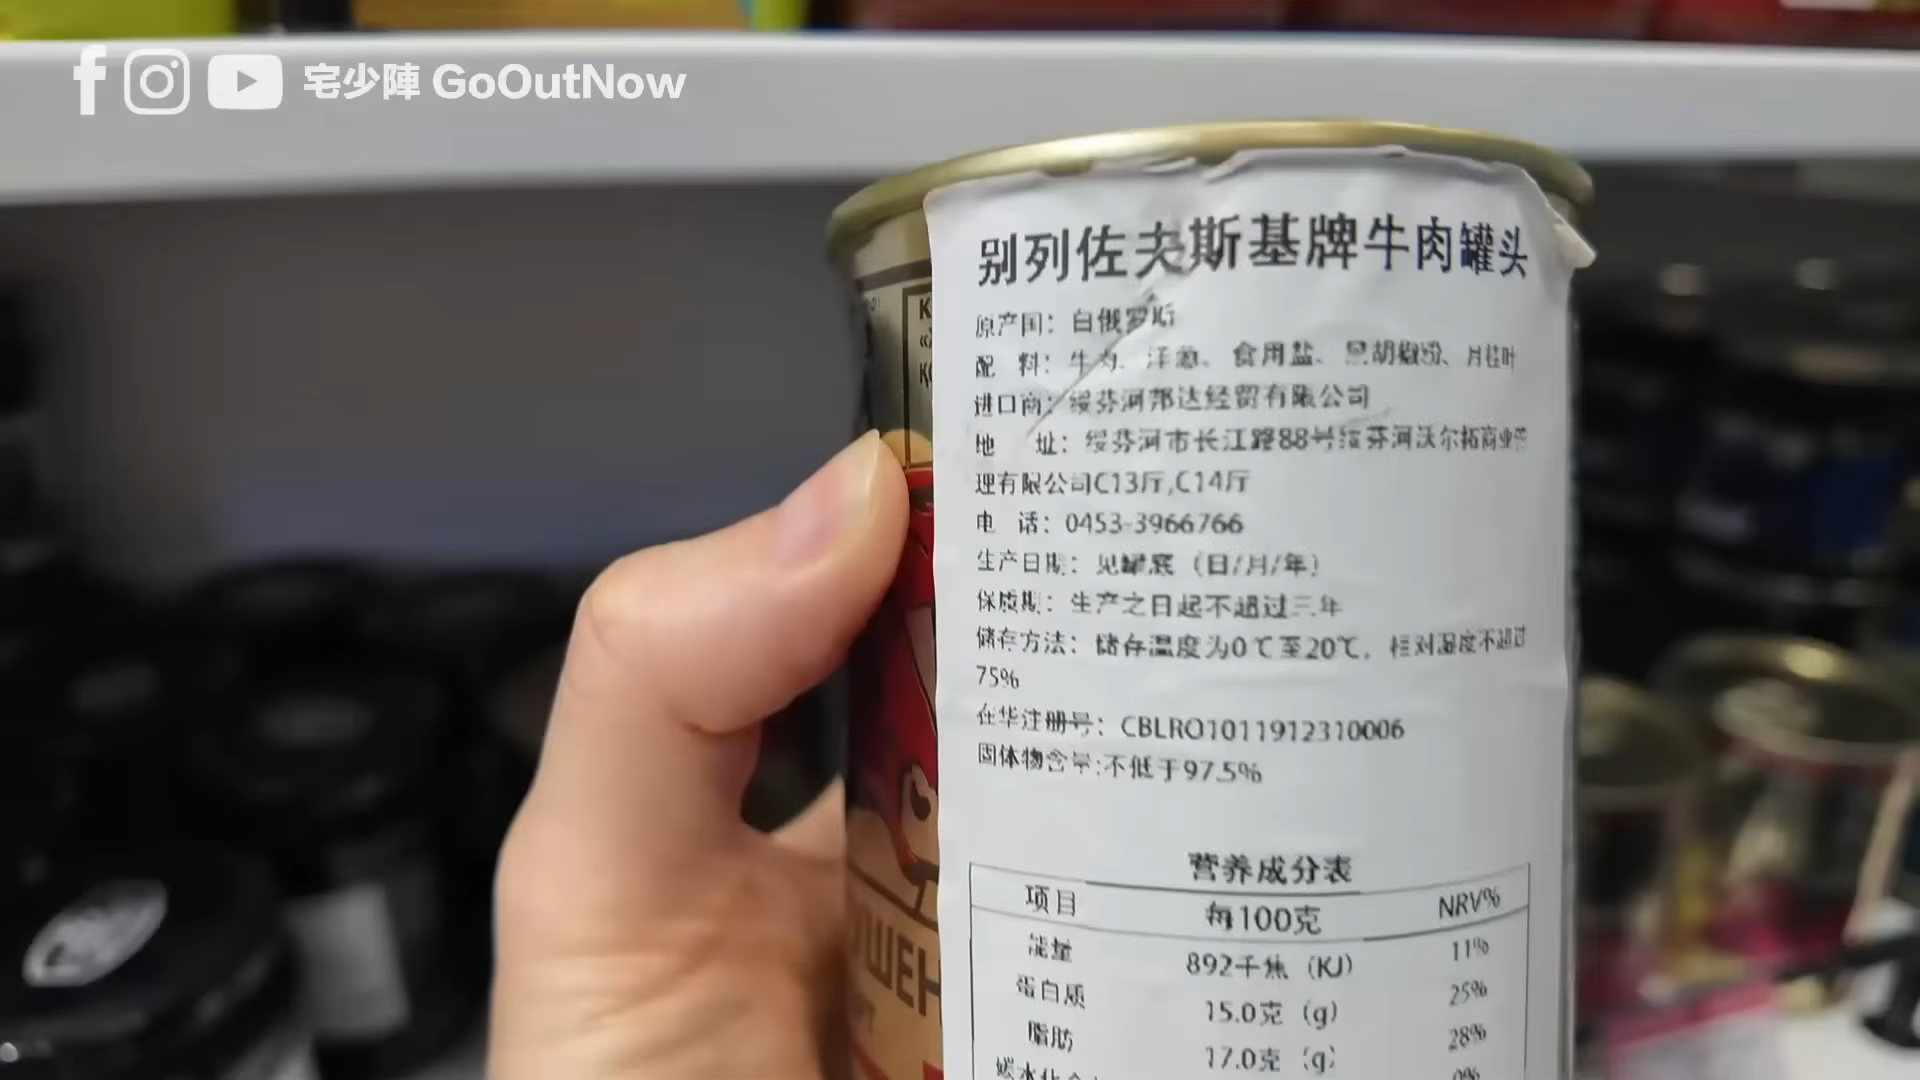 宅少陣 GoOutNow
别列佐夫斯基牌牛肉罐头
原产国：白俄罗斯
配 料：牛肉、洋葱、食用盐、黑胡椒粉、月桂叶
进口商：绥芬河邦达经贸有限公司
地 址：绥芬河市长江路88号绥芬河沃尔拓商业管
理有限公司C13厅,C14厅
电 话：0453-3966766
生产日期：见罐底（日/月/年）
保质期：生产之日起不超过三年
储存方法：储存温度为0℃至20℃，相对湿度不超过
75%
在华注册号：CBLRO1011912310006
固体物含量:不低于97.5%
营养成分表
项目 每100克 NRV%
能量 892千焦（KJ） 11%
蛋白质 15.0克（g） 25%
脂肪 17.0克（g） 28%
碳水化合 0%
УШЕН